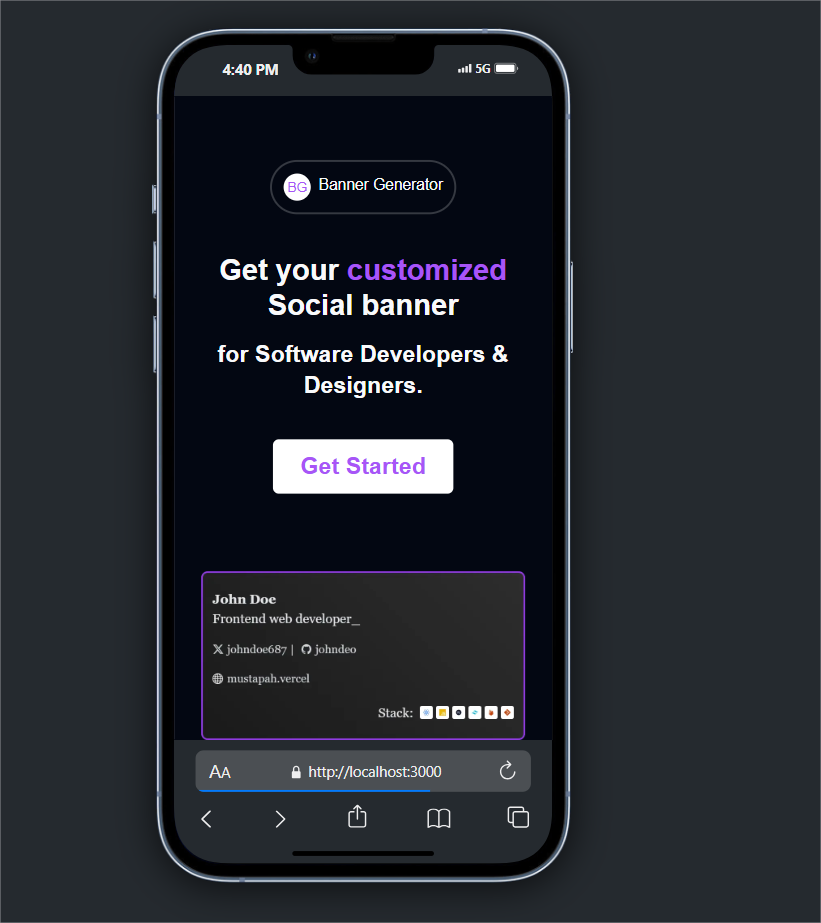 4:40 PM 5G
BG Banner Generator
Get your customized
Social banner
for Software Developers &
Designers.
Get Started
John Doe
Frontend web developer_
johndoe687 | johndeo
mustapah.vercel
Stack:
AA http://localhost:3000